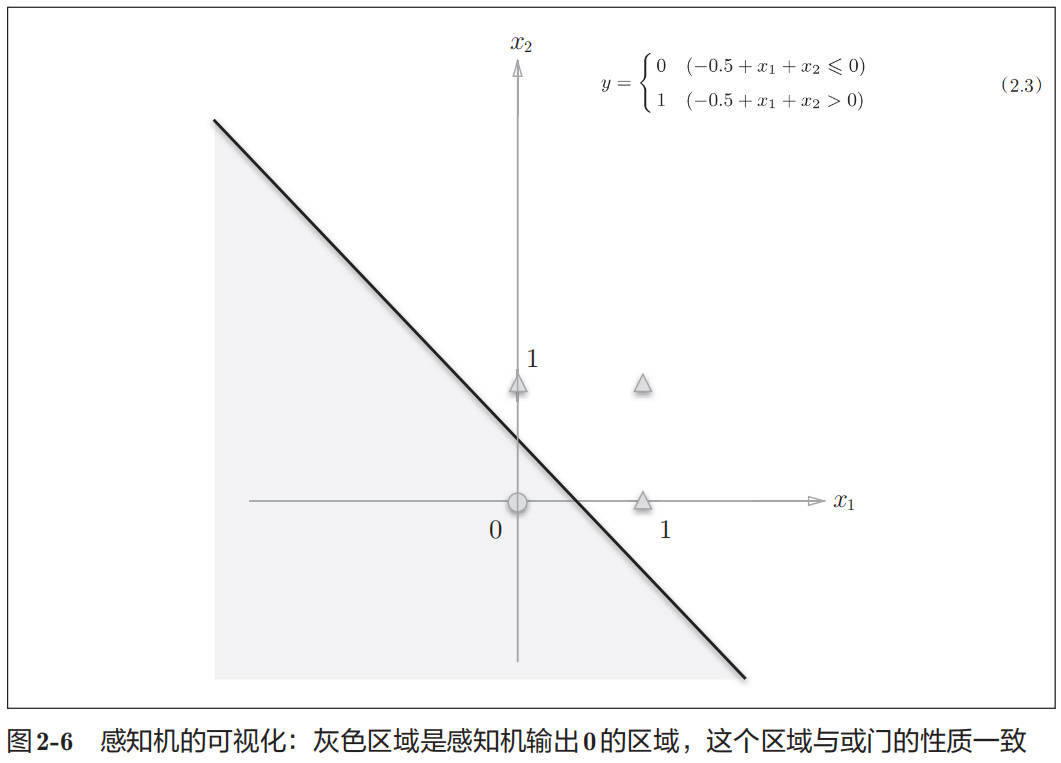 x₂
y = { 0 (−0.5 + x₁ + x₂ ⩽ 0)
1 (−0.5 + x₁ + x₂ > 0)
（2.3）
1
x₁
0
1
图2-6 感知机的可视化：灰色区域是感知机输出0的区域，这个区域与或门的性质一致